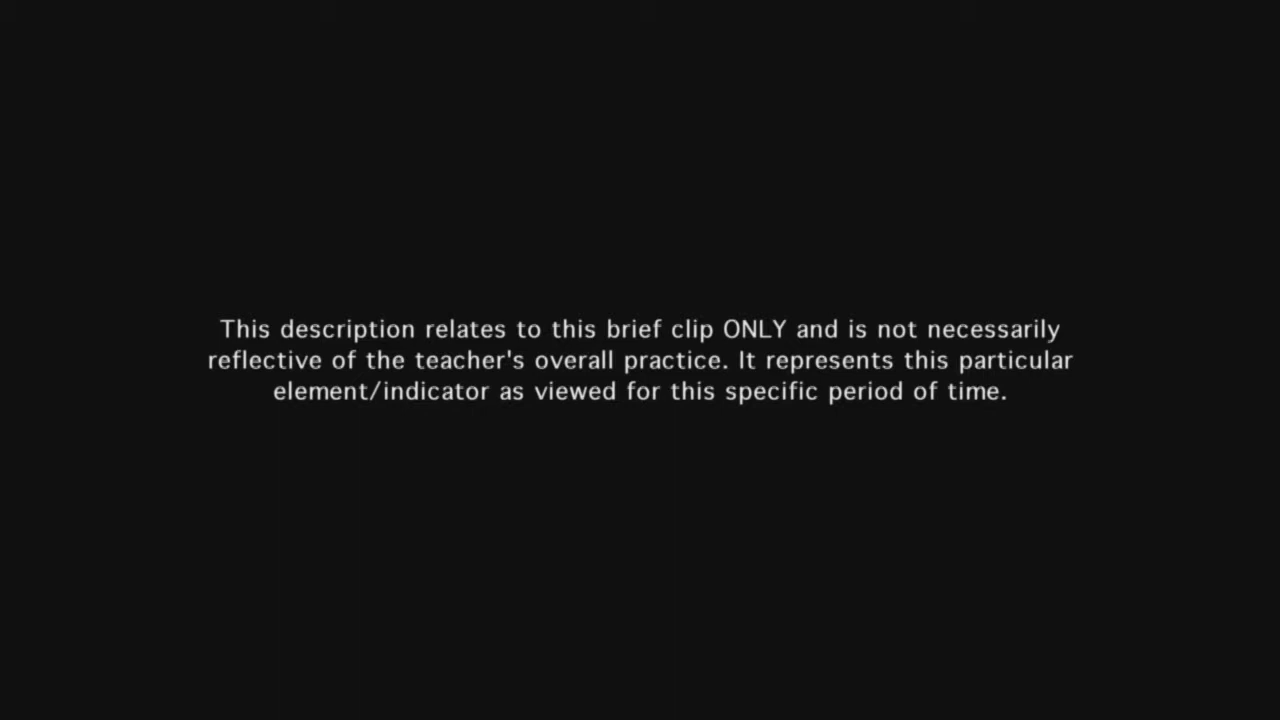 This description relates to this brief clip ONLY and is not necessarily
reflective of the teacher's overall practice. It represents this particular
element/indicator as viewed for this specific period of time.